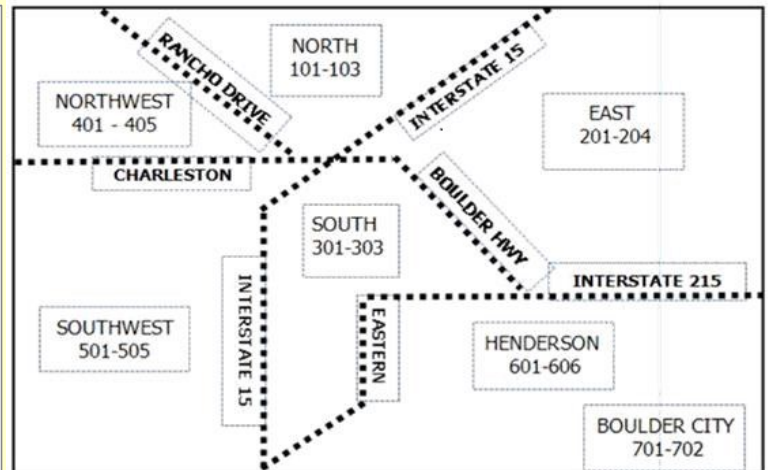 NORTH
101-103
RANCHO DRIVE
INTERSTATE 15
NORTHWEST
401 - 405
EAST
201-204
CHARLESTON
BOULDER HWY
SOUTH
301-303
INTERSTATE 215
INTERSTATE 15
EASTERN
SOUTHWEST
501-505
HENDERSON
601-606
BOULDER CITY
701-702